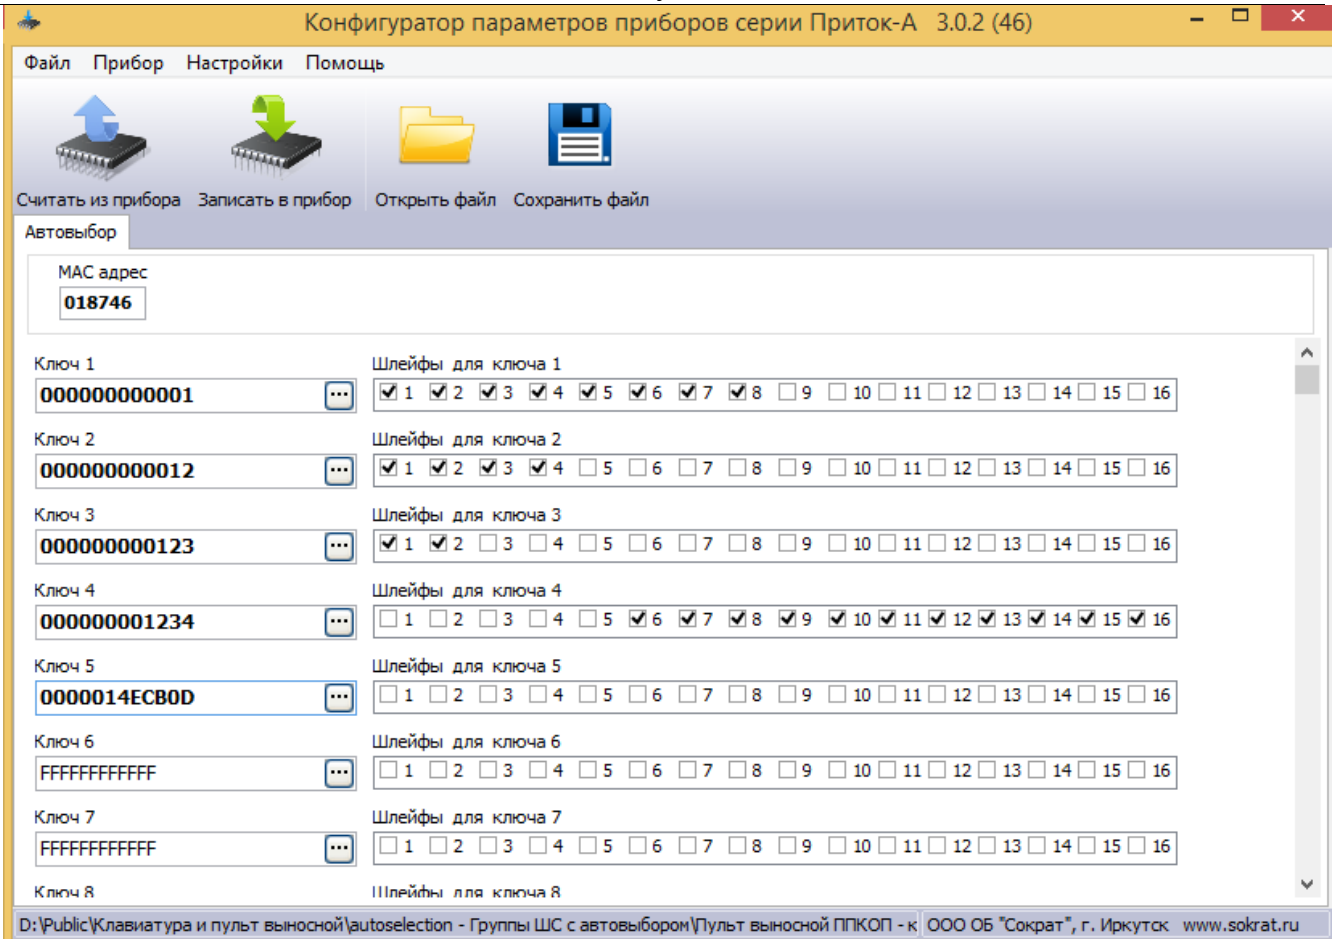 Конфигуратор параметров приборов серии Приток-А 3.0.2 (46)
Файл Прибор Настройки Помощь
Считать из прибора Записать в прибор Открыть файл Сохранить файл
Автовыбор
МАС адрес
018746
Ключ 1 Шлейфы для ключа 1
000000000001 ... 1 2 3 4 5 6 7 8 9 10 11 12 13 14 15 16
Ключ 2 Шлейфы для ключа 2
000000000012 ... 1 2 3 4 5 6 7 8 9 10 11 12 13 14 15 16
Ключ 3 Шлейфы для ключа 3
000000000123 ... 1 2 3 4 5 6 7 8 9 10 11 12 13 14 15 16
Ключ 4 Шлейфы для ключа 4
000000001234 ... 1 2 3 4 5 6 7 8 9 10 11 12 13 14 15 16
Ключ 5 Шлейфы для ключа 5
0000014ECB0D ... 1 2 3 4 5 6 7 8 9 10 11 12 13 14 15 16
Ключ 6 Шлейфы для ключа 6
FFFFFFFFFFFF ... 1 2 3 4 5 6 7 8 9 10 11 12 13 14 15 16
Ключ 7 Шлейфы для ключа 7
FFFFFFFFFFFF ... 1 2 3 4 5 6 7 8 9 10 11 12 13 14 15 16
Ключ 8 Шлейфы для ключа 8
D:\Public\Клавиатура и пульт выносной\autoselection - Группы ШС с автовыбором\Пульт выносной ППКОП - к ООО ОБ "Сократ", г. Иркутск www.sokrat.ru